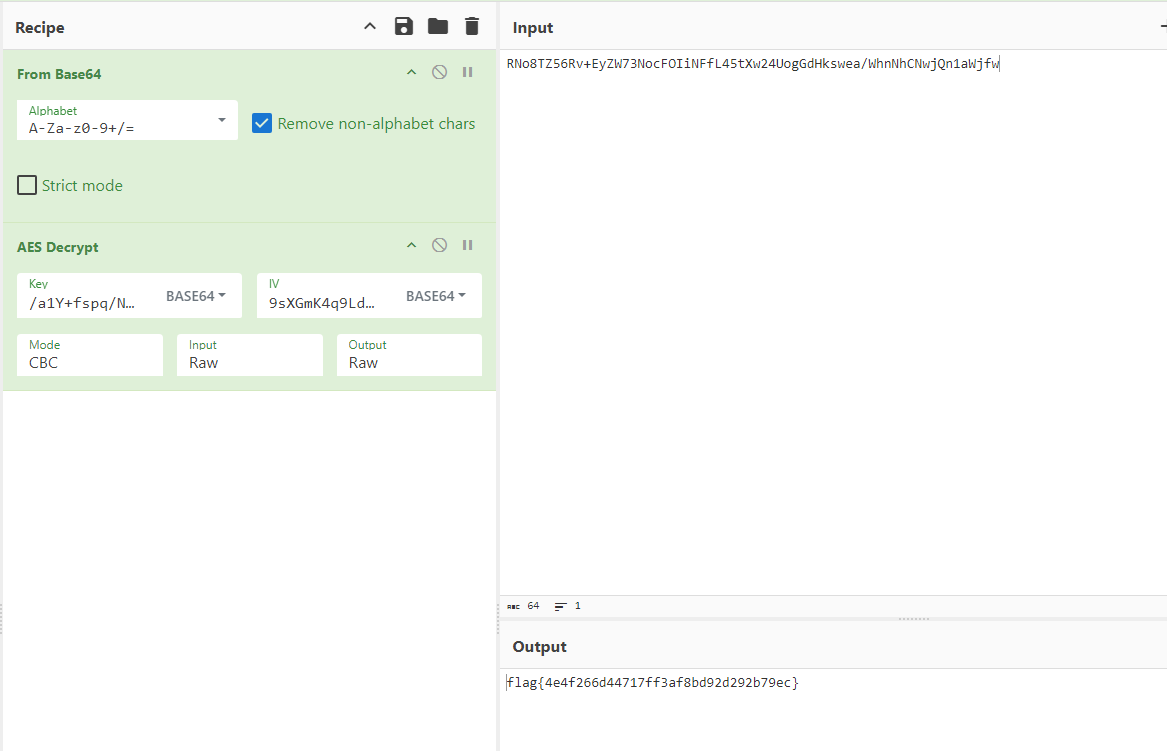 Recipe
From Base64
Alphabet
A-Za-z0-9+/=
Remove non-alphabet chars
Strict mode
AES Decrypt
Key
/a1Y+fspq/N…
BASE64
IV
9sXGmK4q9Ld…
BASE64
Mode
CBC
Input
Raw
Output
Raw
Input
RNo8TZ56Rv+EyZW73NocFOIiNFfL45tXw24UogGdHkswea/WhnNhCNwjQn1aWjfw
ABC 64 1
Output
flag{4e4f266d44717ff3af8bd92d292b79ec}